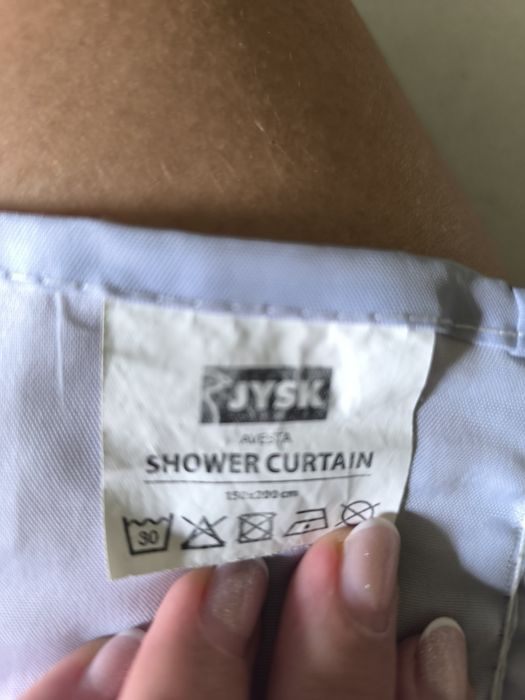 JYSK
AVESTA
SHOWER CURTAIN
150x200 cm
30